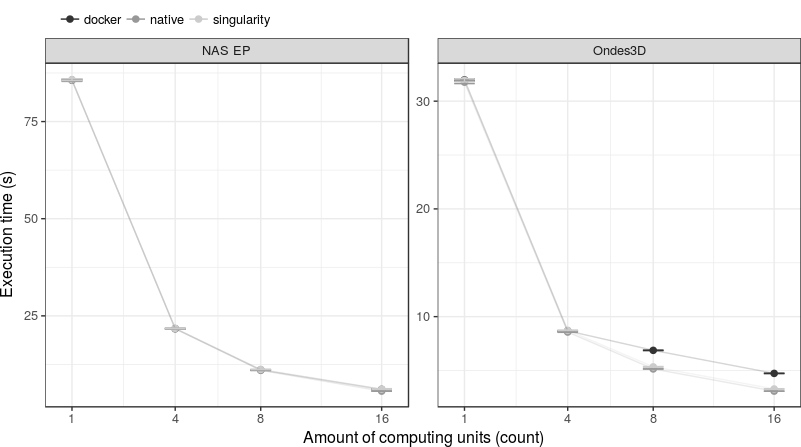 docker native singularity
NAS EP
Ondes3D
Execution time (s)
75
50
25
30
20
10
1 4 8 16
1 4 8 16
Amount of computing units (count)